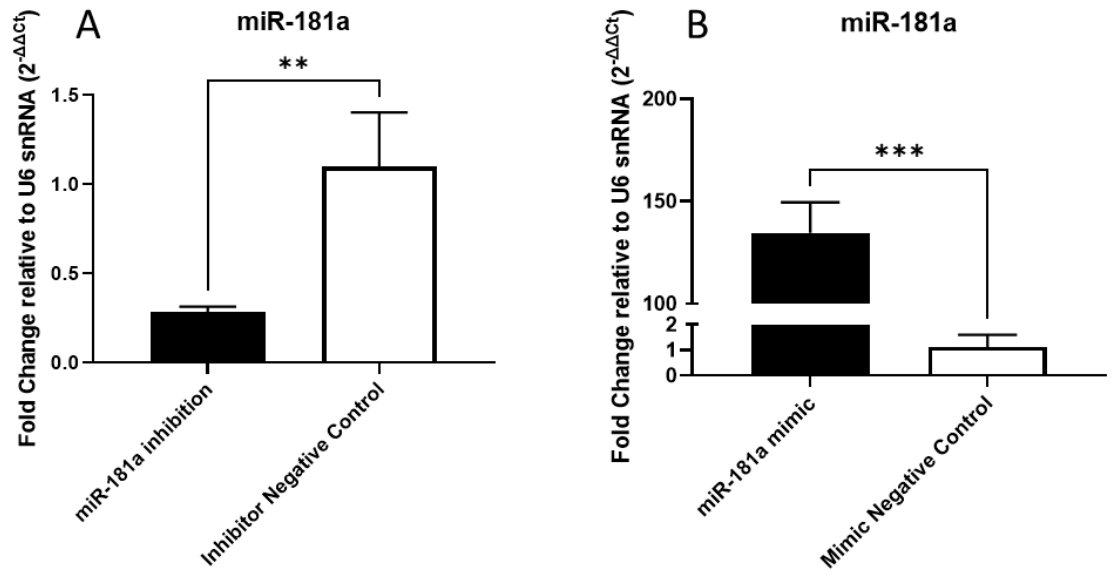 A
miR-181a
Fold Change relative to U6 snRNA (2^-ΔΔCt)
**
1.5
1.0
0.5
0.0
miR-181a inhibition
Inhibitor Negative Control
B
miR-181a
Fold Change relative to U6 snRNA (2^-ΔΔCt)
***
200
150
100
2
1
0
miR-181a mimic
Mimic Negative Control